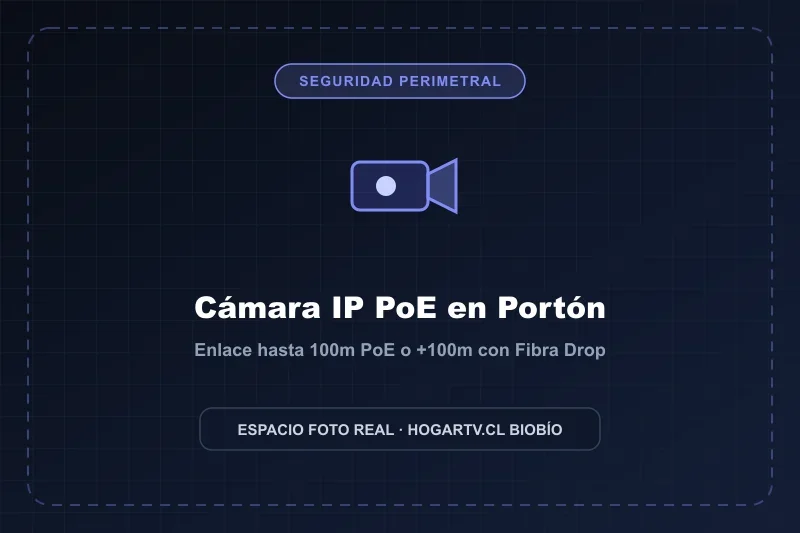 SEGURIDAD PERIMETRAL
Cámara IP PoE en Portón
Enlace hasta 100m PoE o +100m con Fibra Drop
ESPACIO FOTO REAL · HOGARTV.CL BIOBÍO